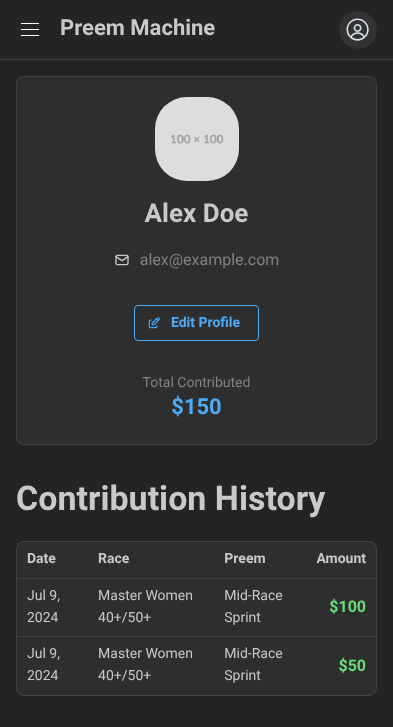 Preem Machine
100 × 100
Alex Doe
alex@example.com
Edit Profile
Total Contributed
$150
Contribution History
Date Race Preem Amount
Jul 9, Master Women Mid-Race $100
2024 40+/50+ Sprint
Jul 9, Master Women Mid-Race $50
2024 40+/50+ Sprint